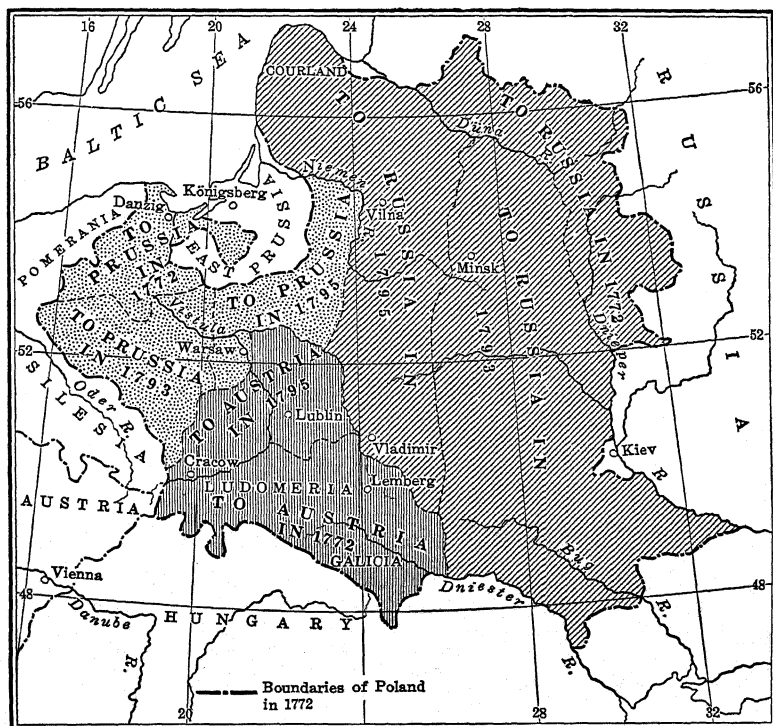 16
20
24
28
32
56
56
BALTIC SEA
COURLAND
TO RUSSIA IN 1795
TO RUSSIA IN 1772
Düna R.
RUSSIA
Niemen R.
Königsberg
Danzig
Vilna
POMERANIA
EAST PRUSSIA
TO
PRUSSIA
IN
1772
TO PRUSSIA
IN 1795
TO RUSSIA IN 1793
Minsk
Dnieper R.
Vistula
52
52
Warsaw
TO PRUSSIA
IN 1793
SILESIA
Oder R.
TO AUSTRIA
IN 1795
Lublin
Vladimir
Kiev
Cracow
LUDOMERIA
Lemberg
TO AUSTRIA
IN 1772
GALICIA
AUSTRIA
Bug R.
Dniester R.
Vienna
48
48
Danube R.
HUNGARY
Boundaries of Poland
in 1772
20
28
32